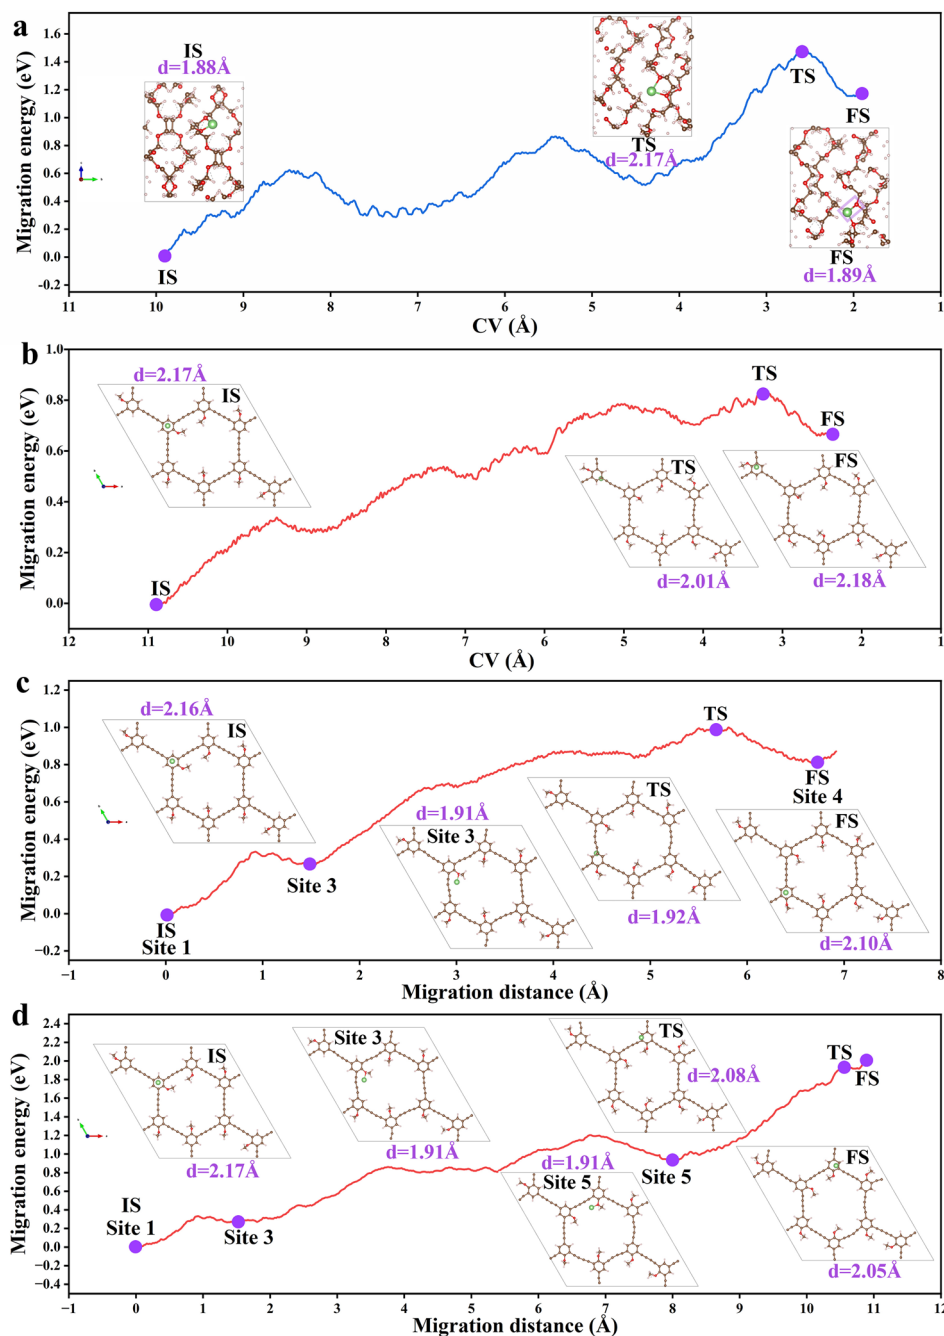 a
Migration energy (eV)
1.6
1.4
1.2
1.0
0.8
0.6
0.4
0.2
0.0
-0.2
IS
d=1.88Å
IS
TS
d=2.17Å
TS
FS
FS
d=1.89Å
11 10 9 8 7 6 5 4 3 2 1
CV (Å)
b
Migration energy (eV)
1.0
0.8
0.6
0.4
0.2
0.0
d=2.17Å
IS
IS
TS
FS
TS
d=2.01Å
FS
d=2.18Å
12 11 10 9 8 7 6 5 4 3 2 1
CV (Å)
c
Migration energy (eV)
1.2
1.0
0.8
0.6
0.4
0.2
0.0
−0.2
d=2.16Å
IS
IS
Site 1
Site 3
d=1.91Å
Site 3
TS
d=1.92Å
TS
FS
Site 4
FS
d=2.10Å
−1 0 1 2 3 4 5 6 7 8
Migration distance (Å)
d
Migration energy (eV)
2.4
2.2
2.0
1.8
1.6
1.4
1.2
1.0
0.8
0.6
0.4
0.2
0.0
−0.2
−0.4
IS
d=2.17Å
IS
Site 1
Site 3
Site 3
d=1.91Å
TS
d=2.08Å
d=1.91Å
Site 5
Site 5
TS
FS
FS
d=2.05Å
−1 0 1 2 3 4 5 6 7 8 9 10 11 12
Migration distance (Å)